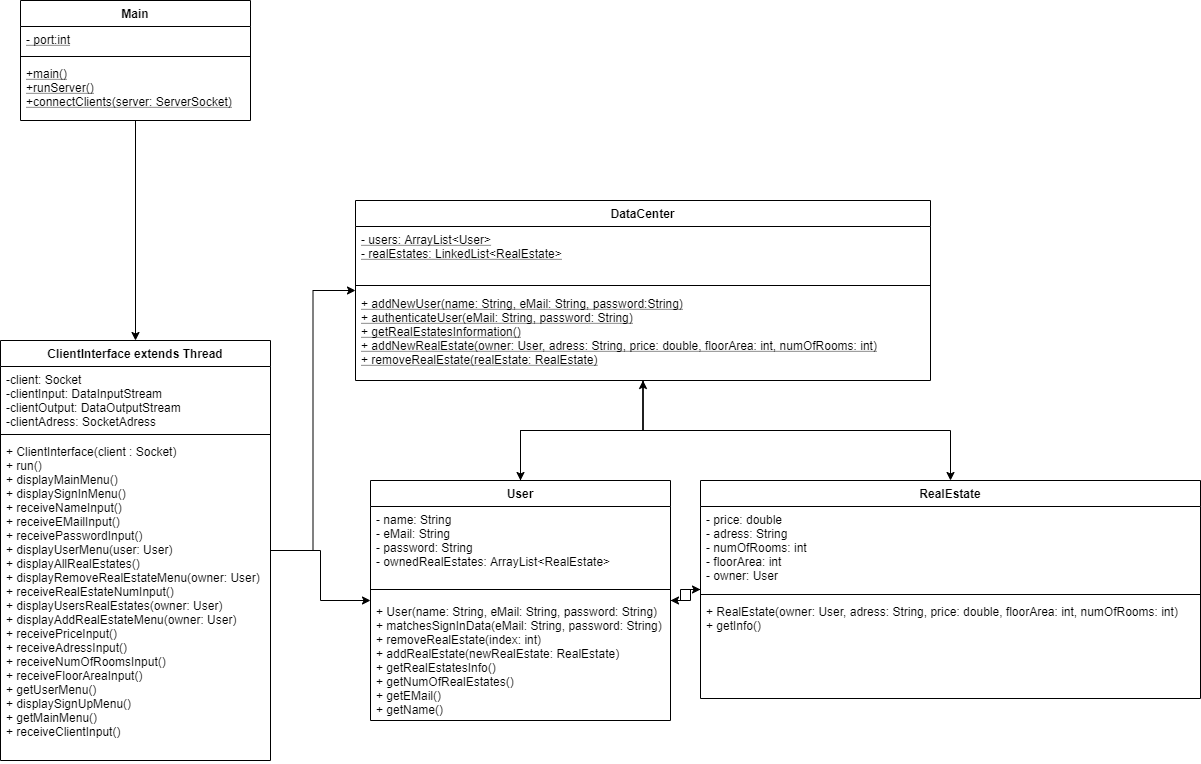 Main
- port:int
+main()
+runServer()
+connectClients(server: ServerSocket)
DataCenter
- users: ArrayList<User>
- realEstates: LinkedList<RealEstate>
+ addNewUser(name: String, eMail: String, password:String)
+ authenticateUser(eMail: String, password: String)
+ getRealEstatesInformation()
+ addNewRealEstate(owner: User, adress: String, price: double, floorArea: int, numOfRooms: int)
+ removeRealEstate(realEstate: RealEstate)
ClientInterface extends Thread
-client: Socket
-clientInput: DataInputStream
-clientOutput: DataOutputStream
-clientAdress: SocketAdress
+ ClientInterface(client : Socket)
+ run()
+ displayMainMenu()
+ displaySignInMenu()
+ receiveNameInput()
+ receiveEMailInput()
+ receivePasswordInput()
+ displayUserMenu(user: User)
+ displayAllRealEstates()
+ displayRemoveRealEstateMenu(owner: User)
+ receiveRealEstateNumInput()
+ displayUsersRealEstates(owner: User)
+ displayAddRealEstateMenu(owner: User)
+ receivePriceInput()
+ receiveAdressInput()
+ receiveNumOfRoomsInput()
+ receiveFloorAreaInput()
+ getUserMenu()
+ displaySignUpMenu()
+ getMainMenu()
+ receiveClientInput()
User
- name: String
- eMail: String
- password: String
- ownedRealEstates: ArrayList<RealEstate>
+ User(name: String, eMail: String, password: String)
+ matchesSignInData(eMail: String, password: String)
+ removeRealEstate(index: int)
+ addRealEstate(newRealEstate: RealEstate)
+ getRealEstatesInfo()
+ getNumOfRealEstates()
+ getEMail()
+ getName()
RealEstate
- price: double
- adress: String
- numOfRooms: int
- floorArea: int
- owner: User
+ RealEstate(owner: User, adress: String, price: double, floorArea: int, numOfRooms: int)
+ getInfo()